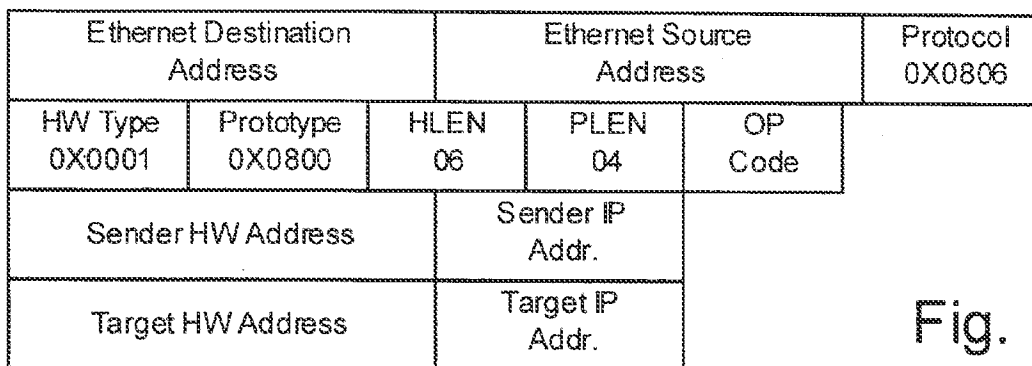 Ethernet Destination
Address
Ethernet Source
Address
Protocol
0X0806
HW Type
0X0001
Prototype
0X0800
HLEN
06
PLEN
04
OP
Code
Sender HW Address
Sender IP
Addr.
Target HW Address
Target IP
Addr.
Fig.